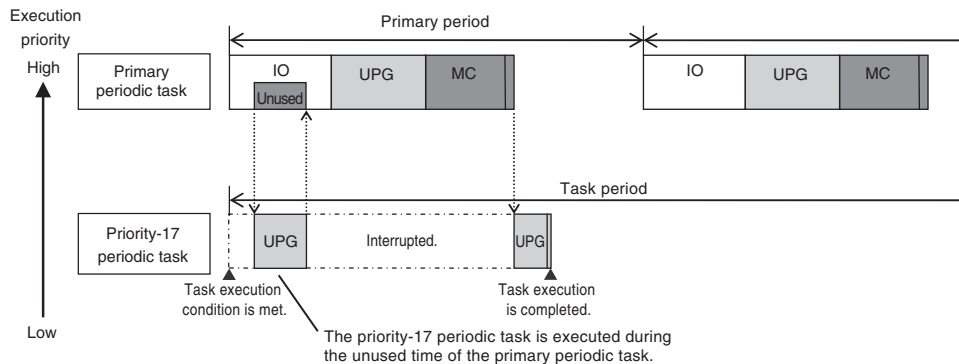 Execution
priority
High
Low
Primary period
Primary
periodic task
IO
Unused
UPG
MC
IO
UPG
MC
Task period
Priority-17
periodic task
UPG
Interrupted.
UPG
Task execution
condition is met.
Task execution
is completed.
The priority-17 periodic task is executed during
the unused time of the primary periodic task.